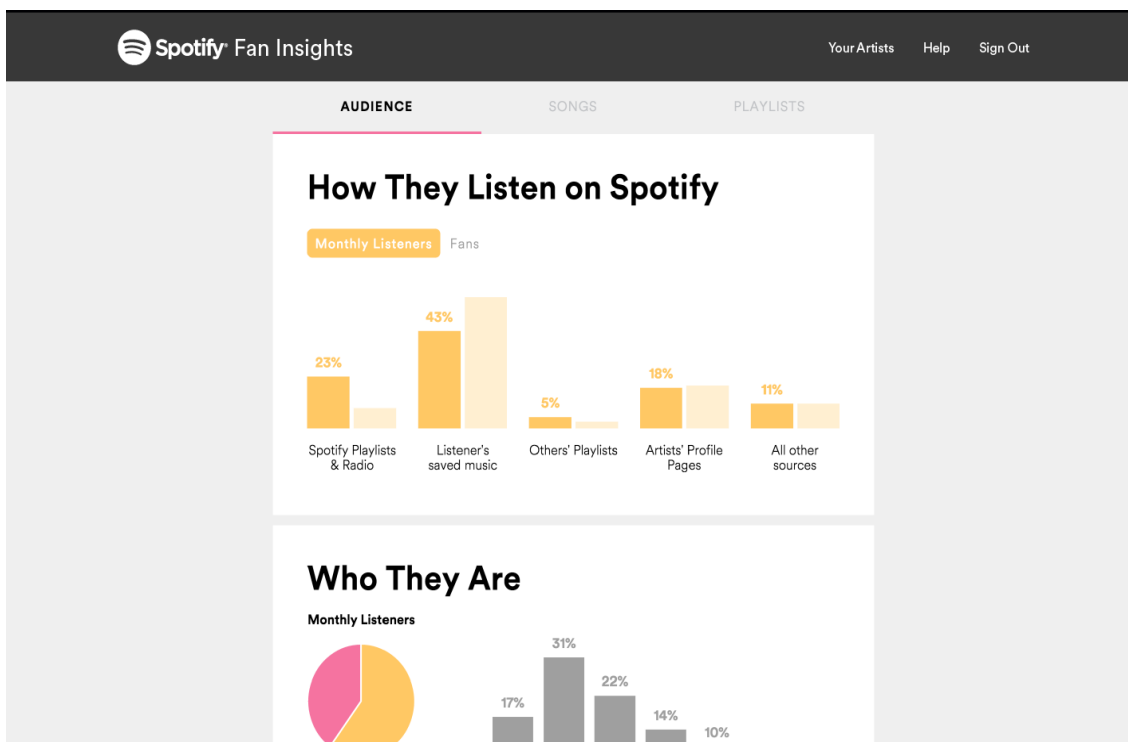 Spotify Fan Insights
Your Artists Help Sign Out
AUDIENCE SONGS PLAYLISTS
How They Listen on Spotify
Monthly Listeners Fans
23%
43%
5%
18%
11%
Spotify Playlists
& Radio
Listener's
saved music
Others' Playlists
Artists' Profile
Pages
All other
sources
Who They Are
Monthly Listeners
17%
31%
22%
14%
10%